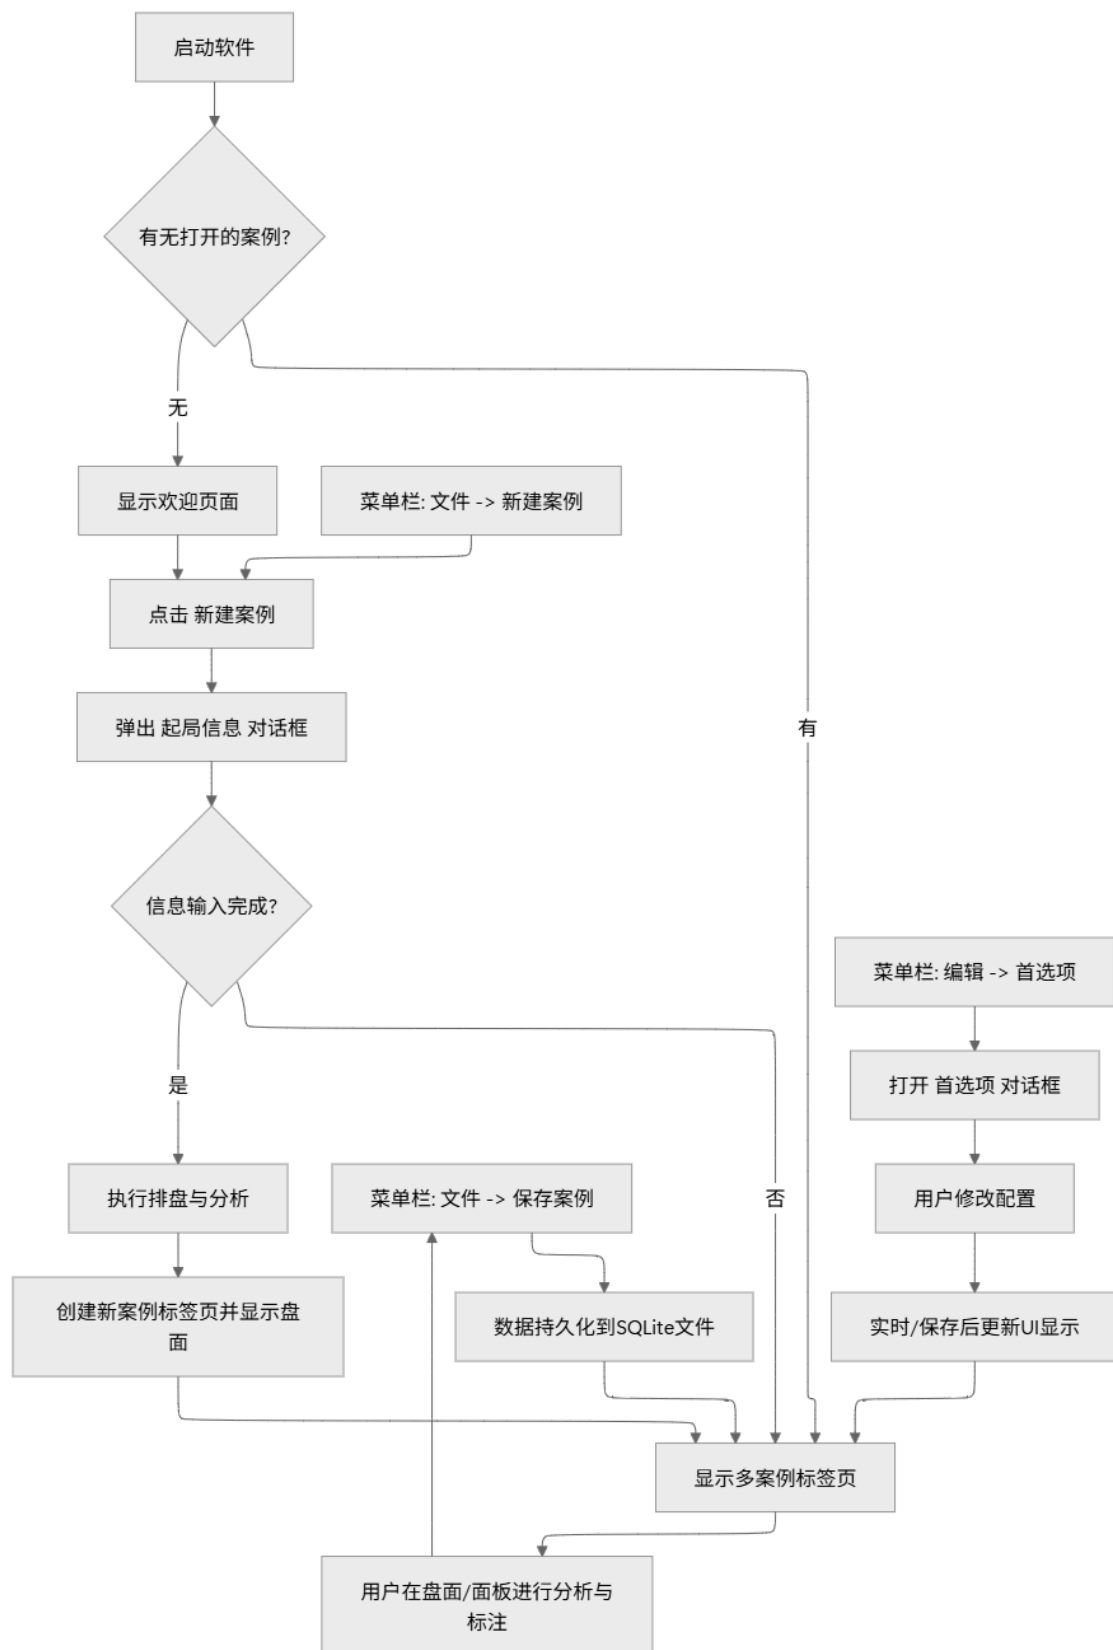 启动软件
有无打开的案例?
无
显示欢迎页面
菜单栏: 文件 -> 新建案例
点击 新建案例
弹出 起局信息 对话框
有
信息输入完成?
菜单栏: 编辑 -> 首选项
打开 首选项 对话框
是
执行排盘与分析
菜单栏: 文件 -> 保存案例
否
用户修改配置
创建新案例标签页并显示盘
面
数据持久化到SQLite文件
实时/保存后更新UI显示
显示多案例标签页
用户在盘面/面板进行分析与
标注